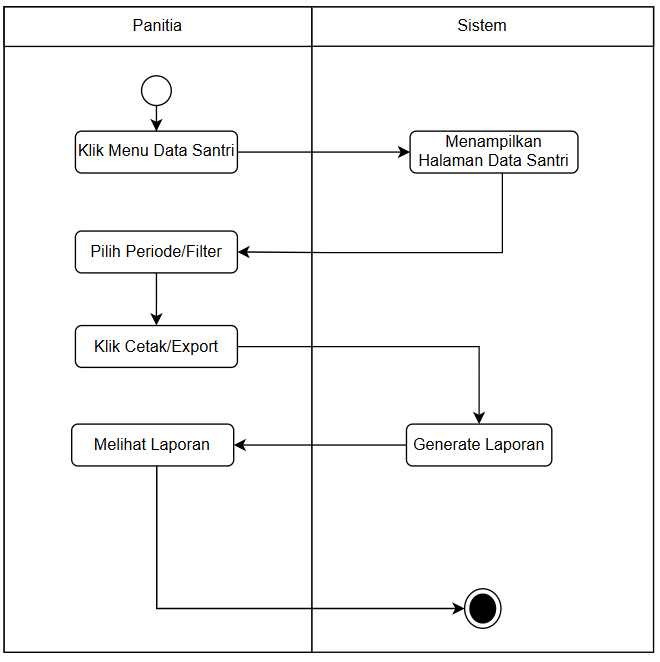 Panitia
Sistem
Klik Menu Data Santri
Menampilkan
Halaman Data Santri
Pilih Periode/Filter
Klik Cetak/Export
Melihat Laporan
Generate Laporan